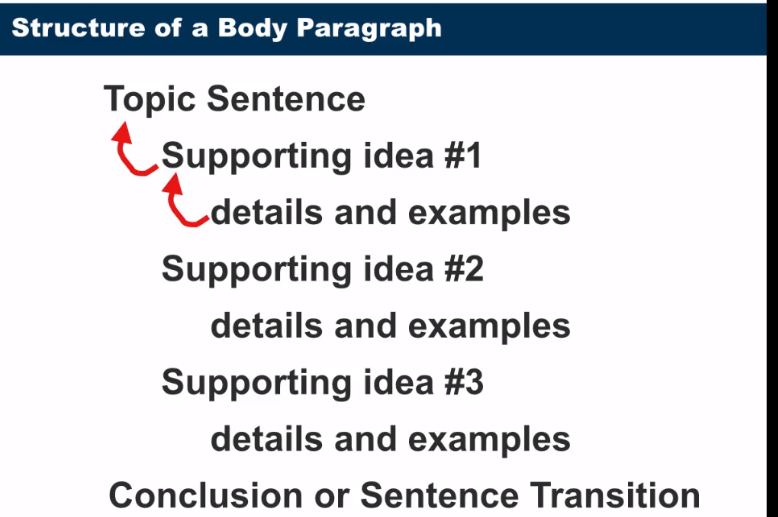 Structure of a Body Paragraph
Topic Sentence
Supporting idea #1
details and examples
Supporting idea #2
details and examples
Supporting idea #3
details and examples
Conclusion or Sentence Transition